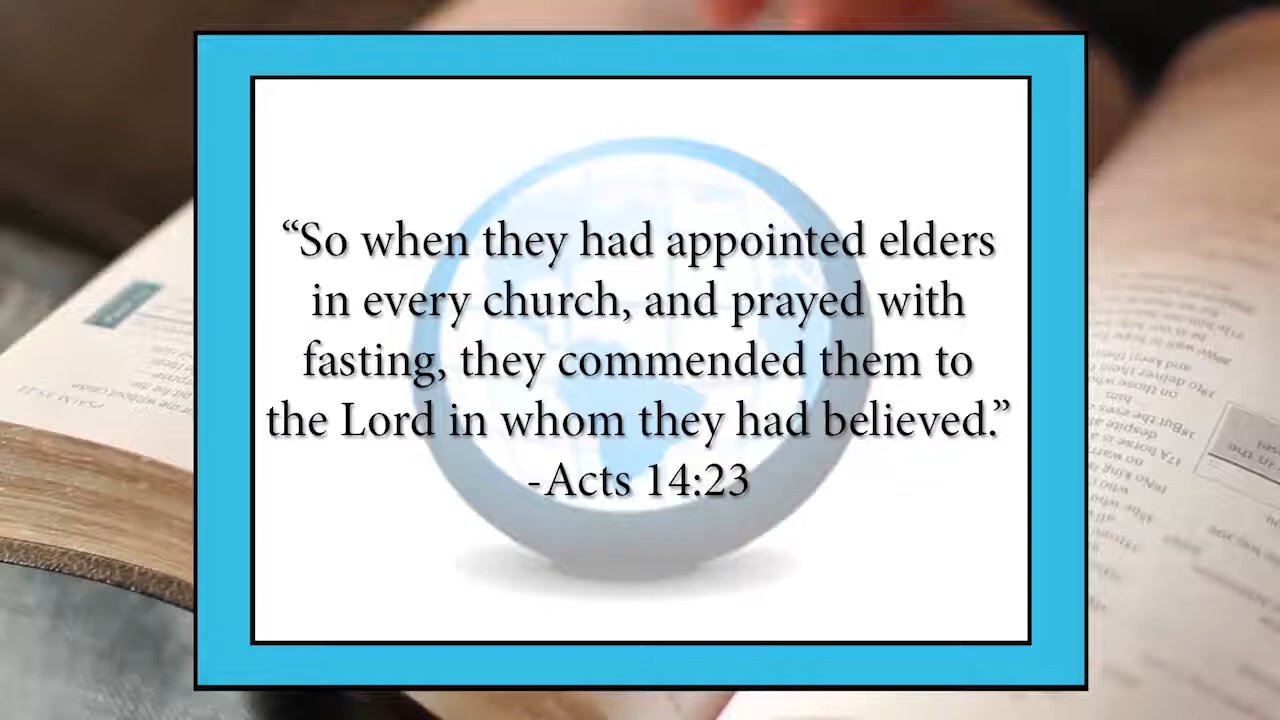 “So when they had appointed elders
in every church, and prayed with
fasting, they commended them to
the Lord in whom they had believed.”
-Acts 14:23